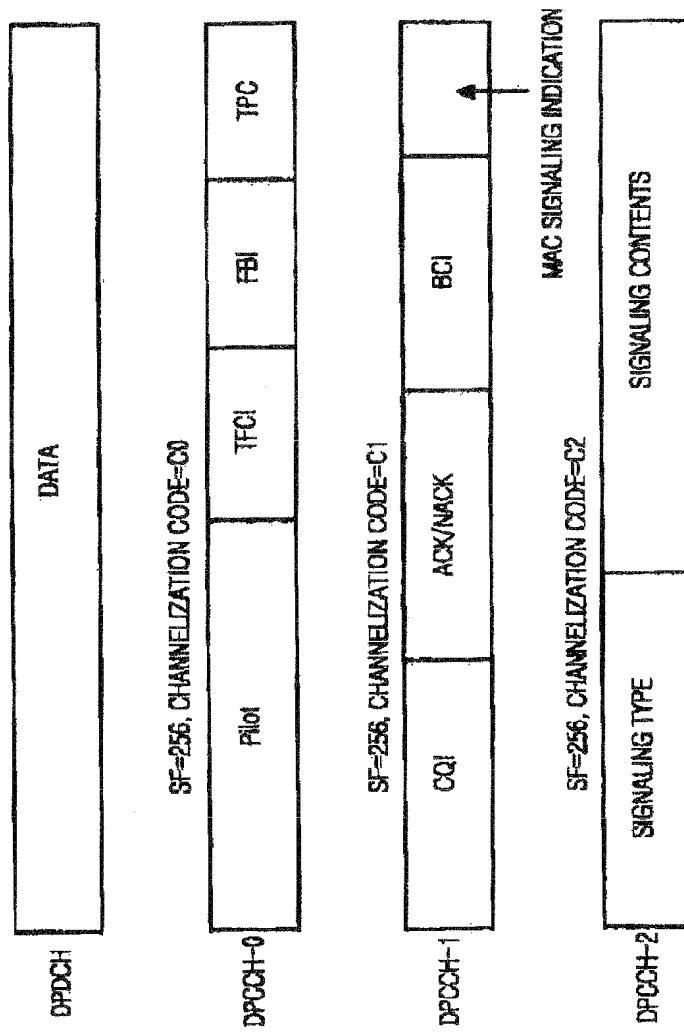 DPDCH
DATA
SF=256, CHANNELIZATION CODE=C0
DPCCH-0
Pilot
TFCI
FBI
TPC
SF=256, CHANNELIZATION CODE=C1
DPCCH-1
CQI
ACK/NACK
BCI
MAC SIGNALING INDICATION
SF=256, CHANNELIZATION CODE=C2
DPCCH-2
SIGNALING TYPE
SIGNALING CONTENTS